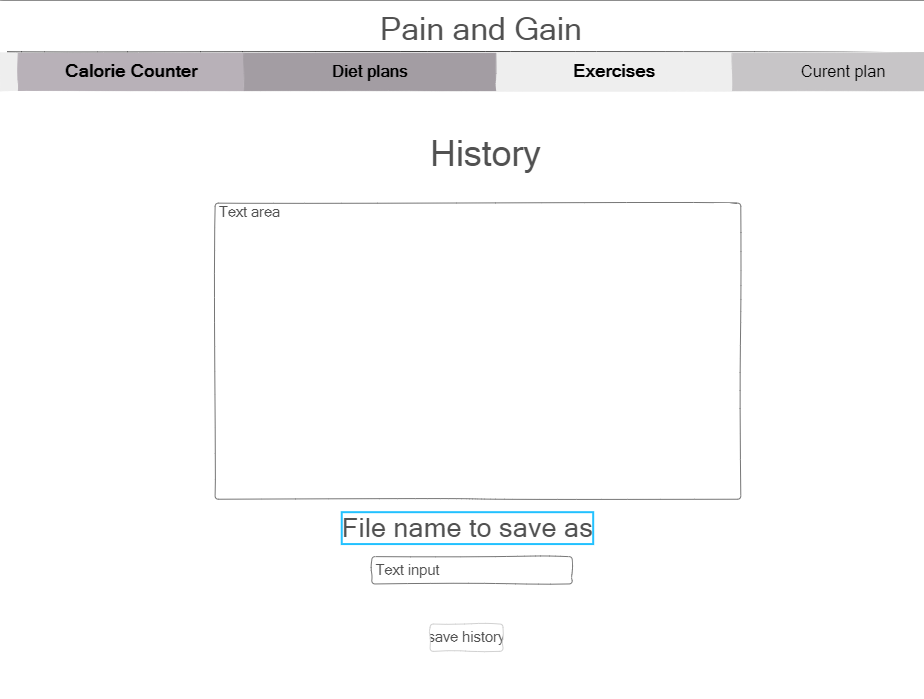 Pain and Gain
Calorie Counter Diet plans Exercises Curent plan
History
Text area
File name to save as
Text input
save history